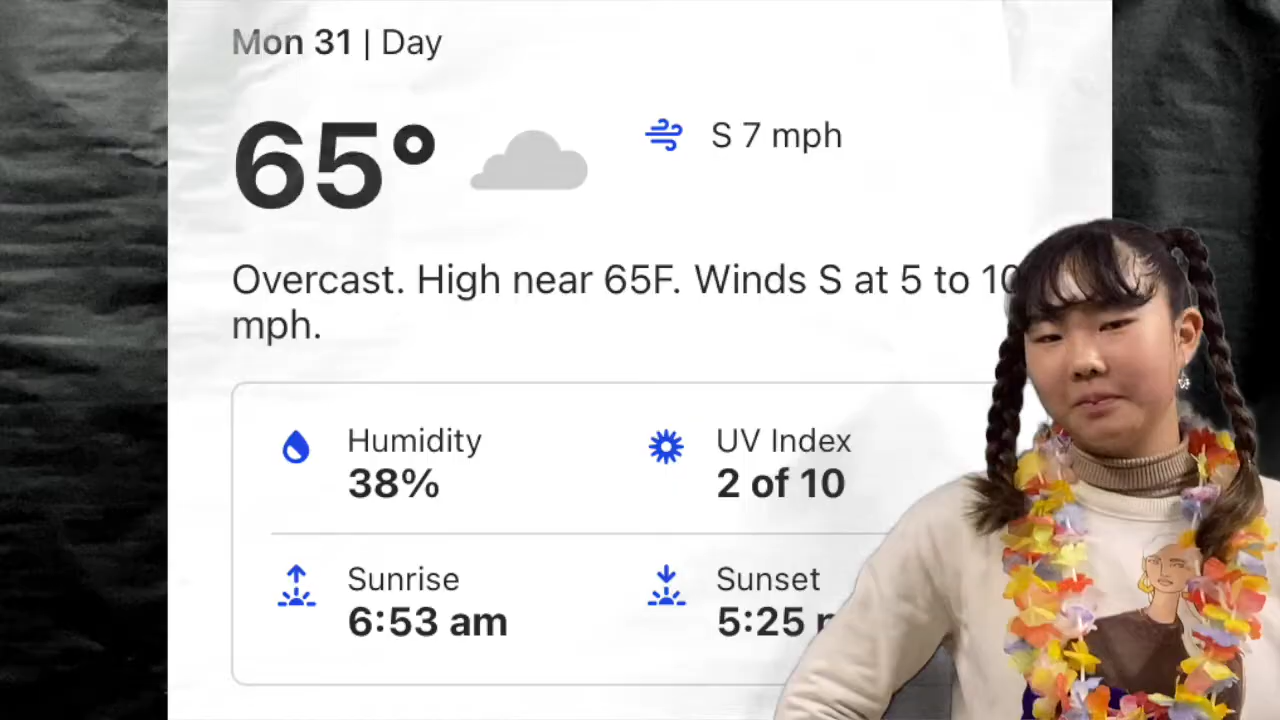 Mon 31 | Day
65°
S 7 mph
Overcast. High near 65F. Winds S at 5 to 10
mph.
Humidity
38%
UV Index
2 of 10
Sunrise
6:53 am
Sunset
5:25